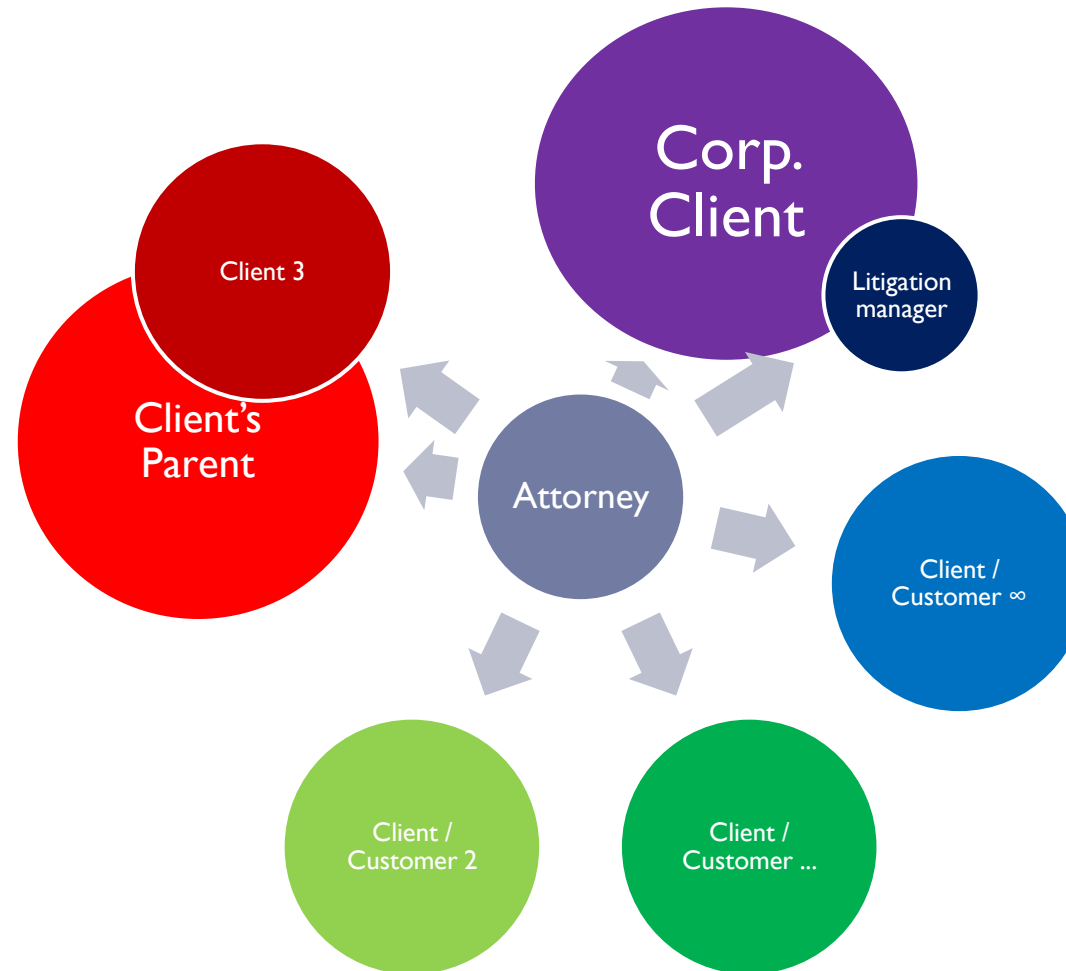 Corp.
Client
Client 3
Litigation
manager
Client's
Parent
Attorney
Client /
Customer ∞
Client /
Customer 2
Client /
Customer ...